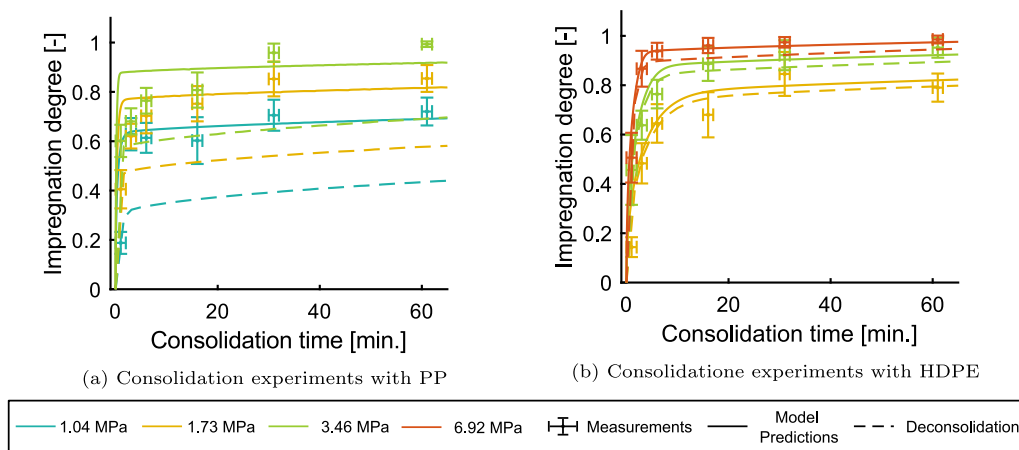 Impregnation degree [-]
1
0.8
0.6
0.4
0.2
0
0 20 40 60
Consolidation time [min.]
(a) Consolidation experiments with PP
Impregnation degree [-]
1
0.8
0.6
0.4
0.2
0
0 20 40 60
Consolidation time [min.]
(b) Consolidatione experiments with HDPE
1.04 MPa 1.73 MPa 3.46 MPa 6.92 MPa Measurements Model Predictions Deconsolidation